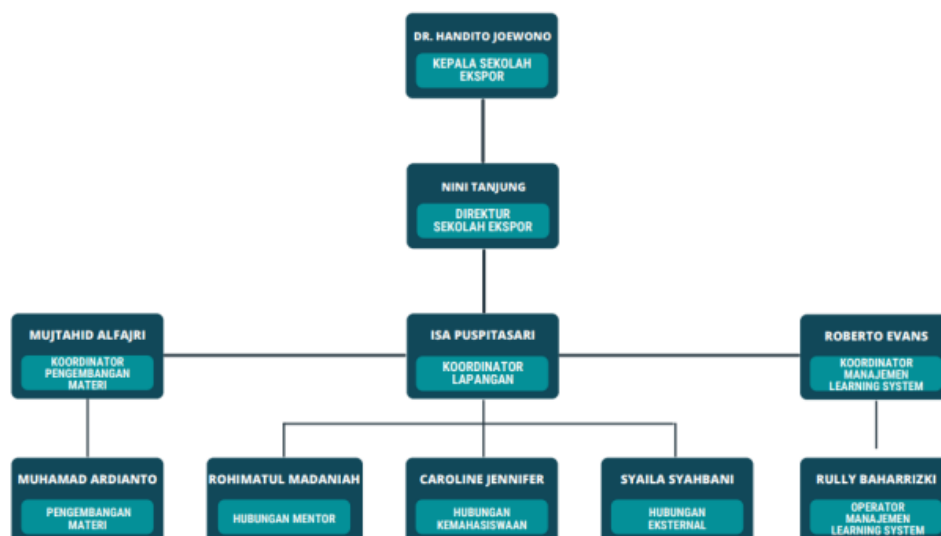 DR. HANDITO JOEWONO
KEPALA SEKOLAH
EKSPOR
NINI TANJUNG
DIREKTUR
SEKOLAH EKSPOR
MUJTAHID ALFAJRI
KOORDINATOR
PENGEMBANGAN
MATERI
ISA PUSPITASARI
KOORDINATOR
LAPANGAN
ROBERTO EVANS
KOORDINATOR
MANAJEMEN
LEARNING SYSTEM
MUHAMAD ARDIANTO
PENGEMBANGAN
MATERI
ROHIMATUL MADANIAH
HUBUNGAN MENTOR
CAROLINE JENNIFER
HUBUNGAN
KEMAHASISWAAN
SYAILA SYAHBANI
HUBUNGAN
EKSTERNAL
RULLY BAHARRIZKI
OPERATOR
MANAJEMEN
LEARNING SYSTEM